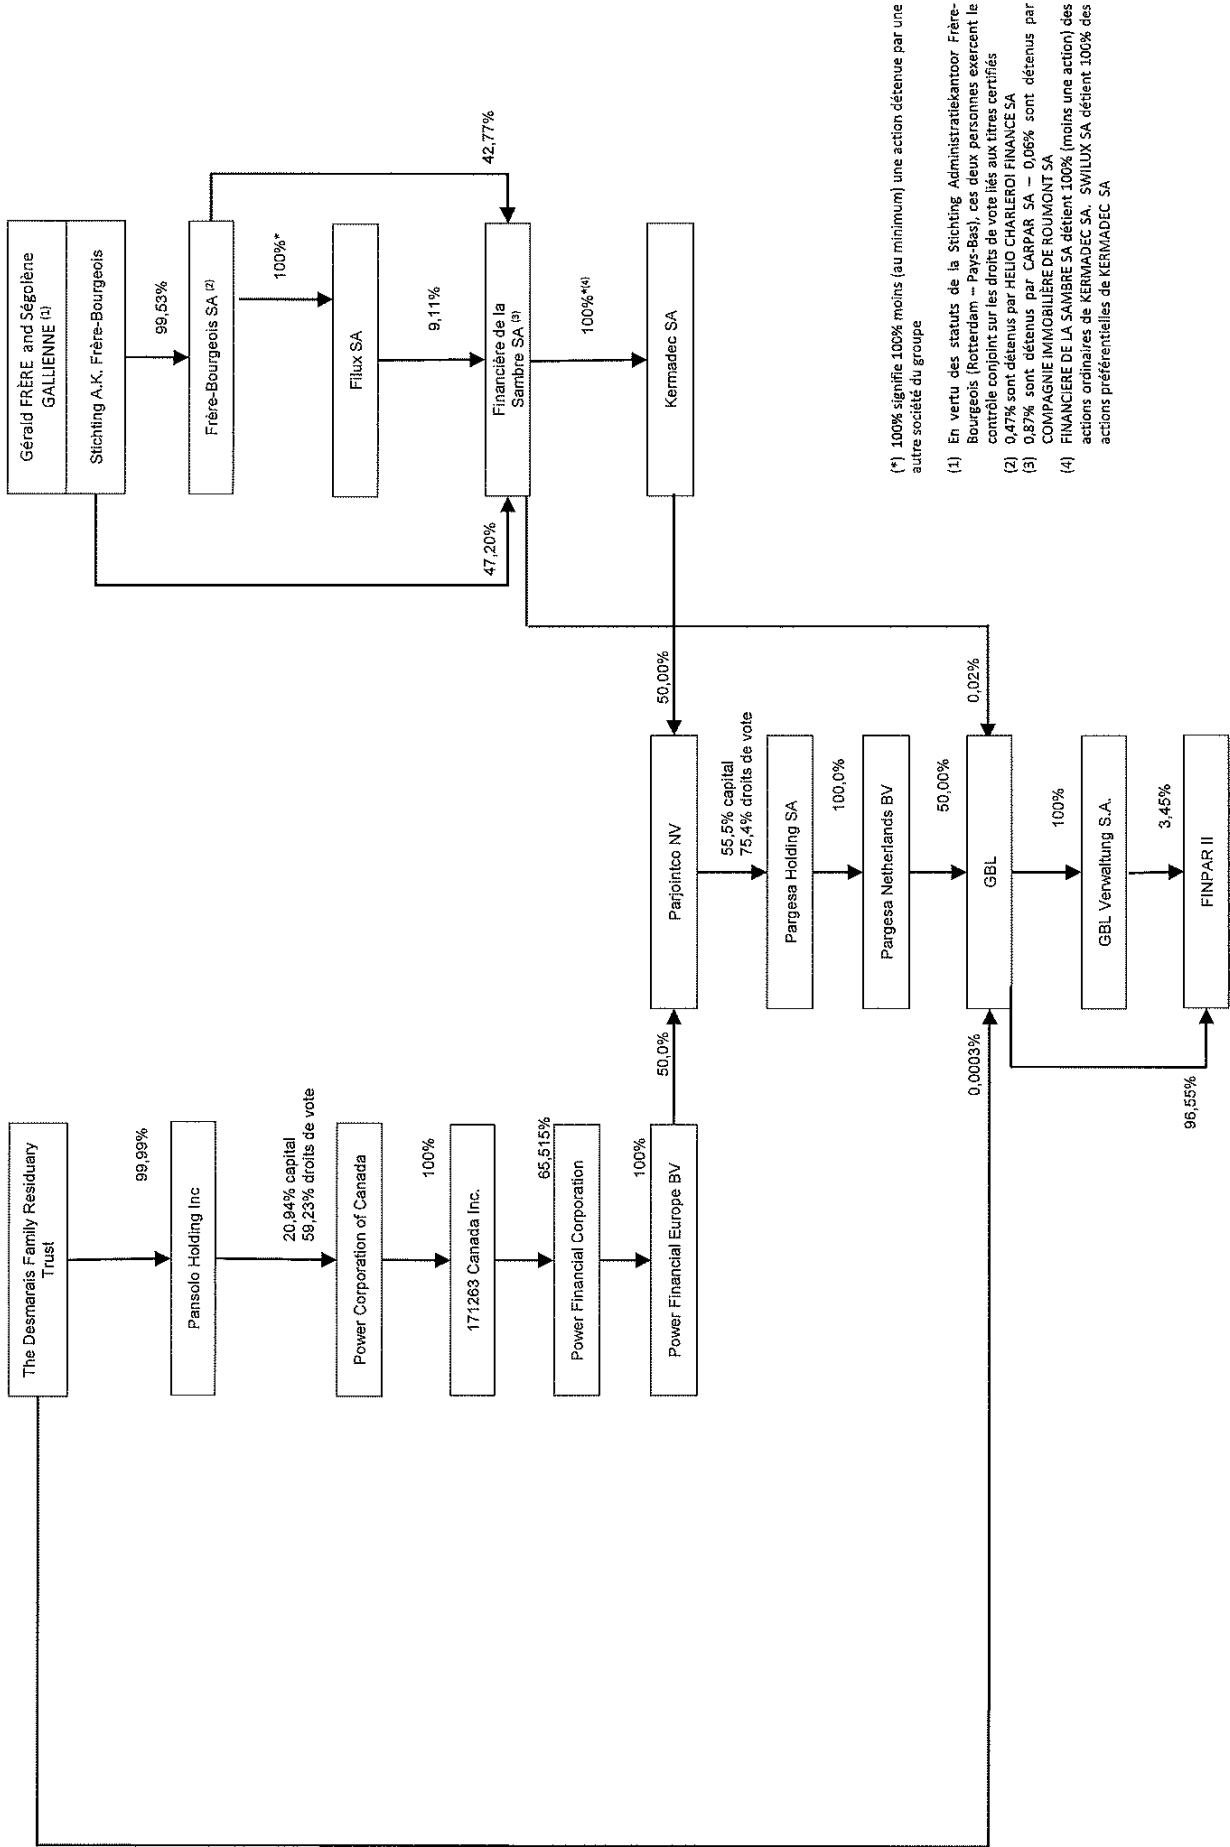 The Desmarais Family Residuary
Trust
99,99%
Pansolo Holding Inc
20,94% capital
59,23% droits de vote
Power Corporation of Canada
100%
171263 Canada Inc.
65,515%
Power Financial Corporation
100%
Power Financial Europe BV
50,0%
Gérald FRÈRE and Ségolène
GALLIENNE (1)
Stichting A.K. Frère-Bourgeois
99,53%
Frère-Bourgeois SA (2)
100%*
Filux SA
9,11%
47,20%
42,77%
Financière de la
Sambre SA (3)
100%*(4)
Kermadec SA
50,00%
Parjointco NV
55,5% capital
75,4% droits de vote
Pargesa Holding SA
100,0%
Pargesa Netherlands BV
50,00%
0,0003%
0,02%
GBL
100%
GBL Verwaltung S.A.
3,45%
96,55%
FINPAR II
(*) 100% signifie 100% moins (au minimum) une action détenue par une
autre société du groupe
(1) En vertu des statuts de la Stichting Administratiekantoor Frère-
Bourgeois (Rotterdam – Pays-Bas), ces deux personnes exercent le
contrôle conjoint sur les droits de vote liés aux titres certifiés
(2) 0,47% sont détenus par HELIO CHARLEROI FINANCE SA
(3) 0,87% sont détenus par CARPAR SA – 0,06% sont détenus par
COMPAGNIE IMMOBILIÈRE DE ROUMONT SA
(4) FINANCIERE DE LA SAMBRE SA détient 100% (moins une action) des
actions ordinaires de KERMADEC SA. SWILUX SA détient 100% des
actions préférentielles de KERMADEC SA